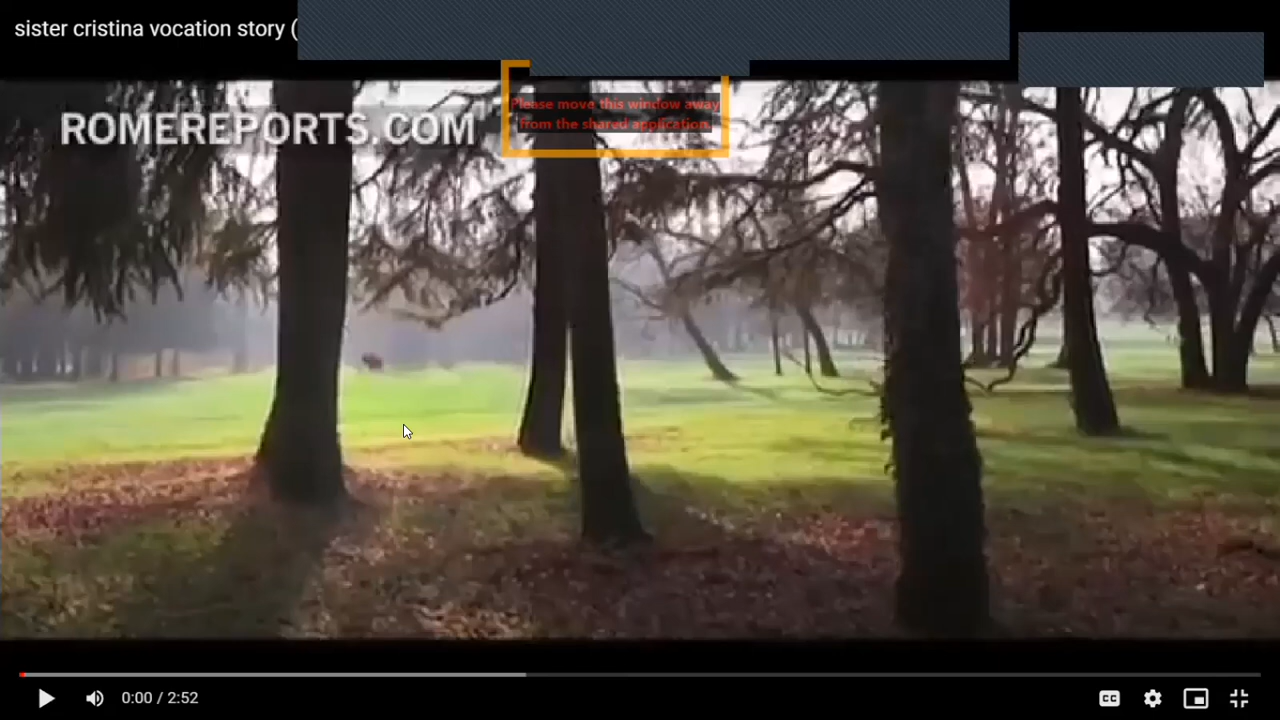 sister cristina vocation story (
Please move this window away
from the shared application.
ROMEREPORTS.COM
0:00 / 2:52
CC